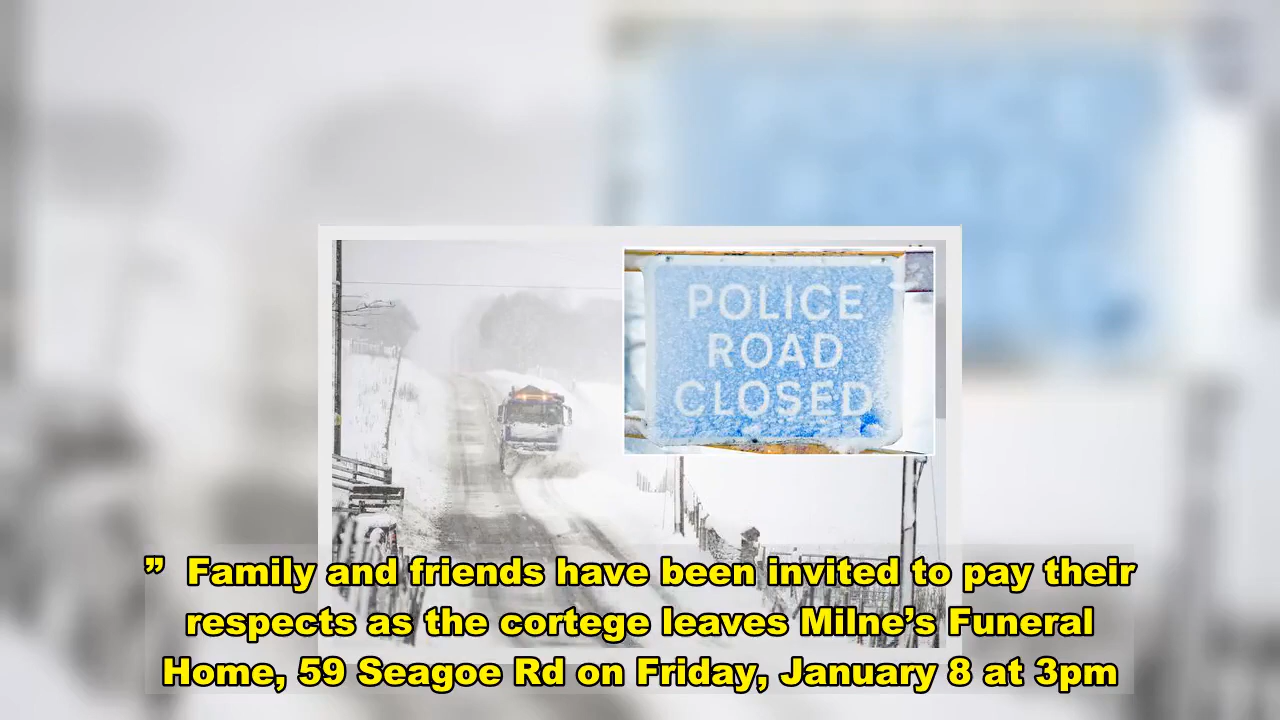 POLICE
ROAD
CLOSED
” Family and friends have been invited to pay their
respects as the cortege leaves Milne’s Funeral
Home, 59 Seagoe Rd on Friday, January 8 at 3pm